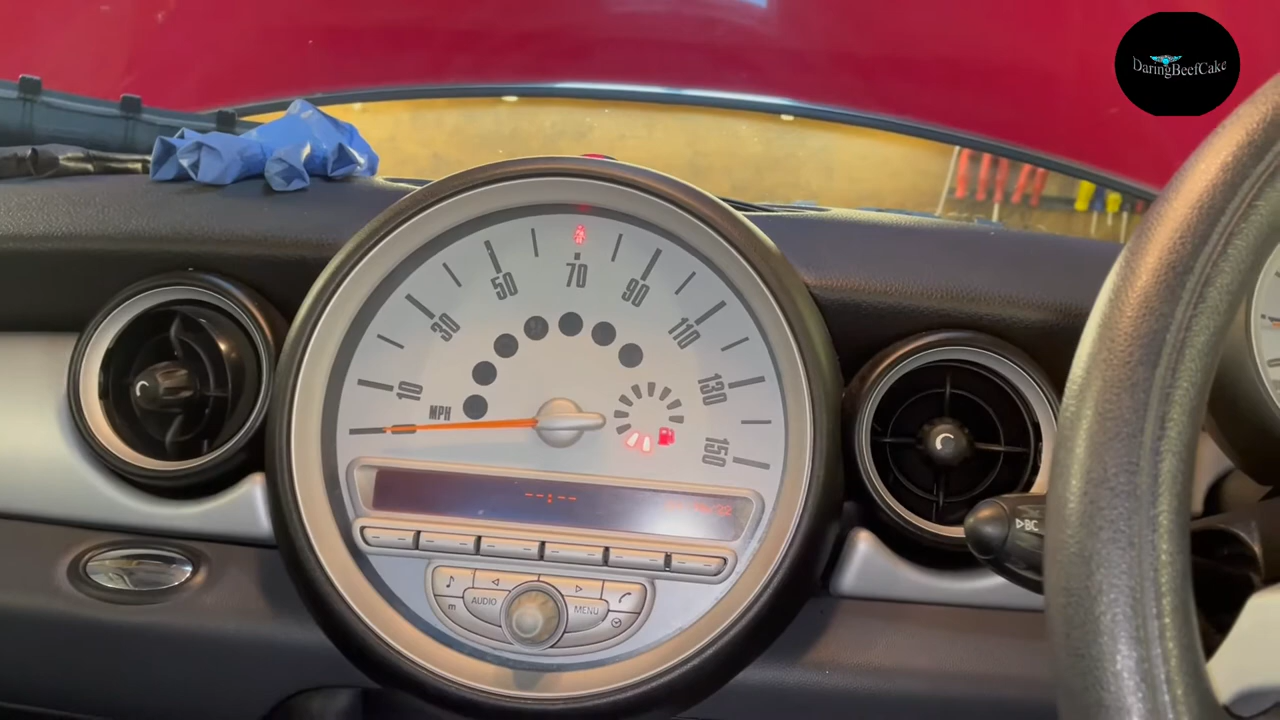 DaringBeefCake
10
30
50
70
90
110
130
150
MPH
--:--
AUDIO
MENU
m
BC